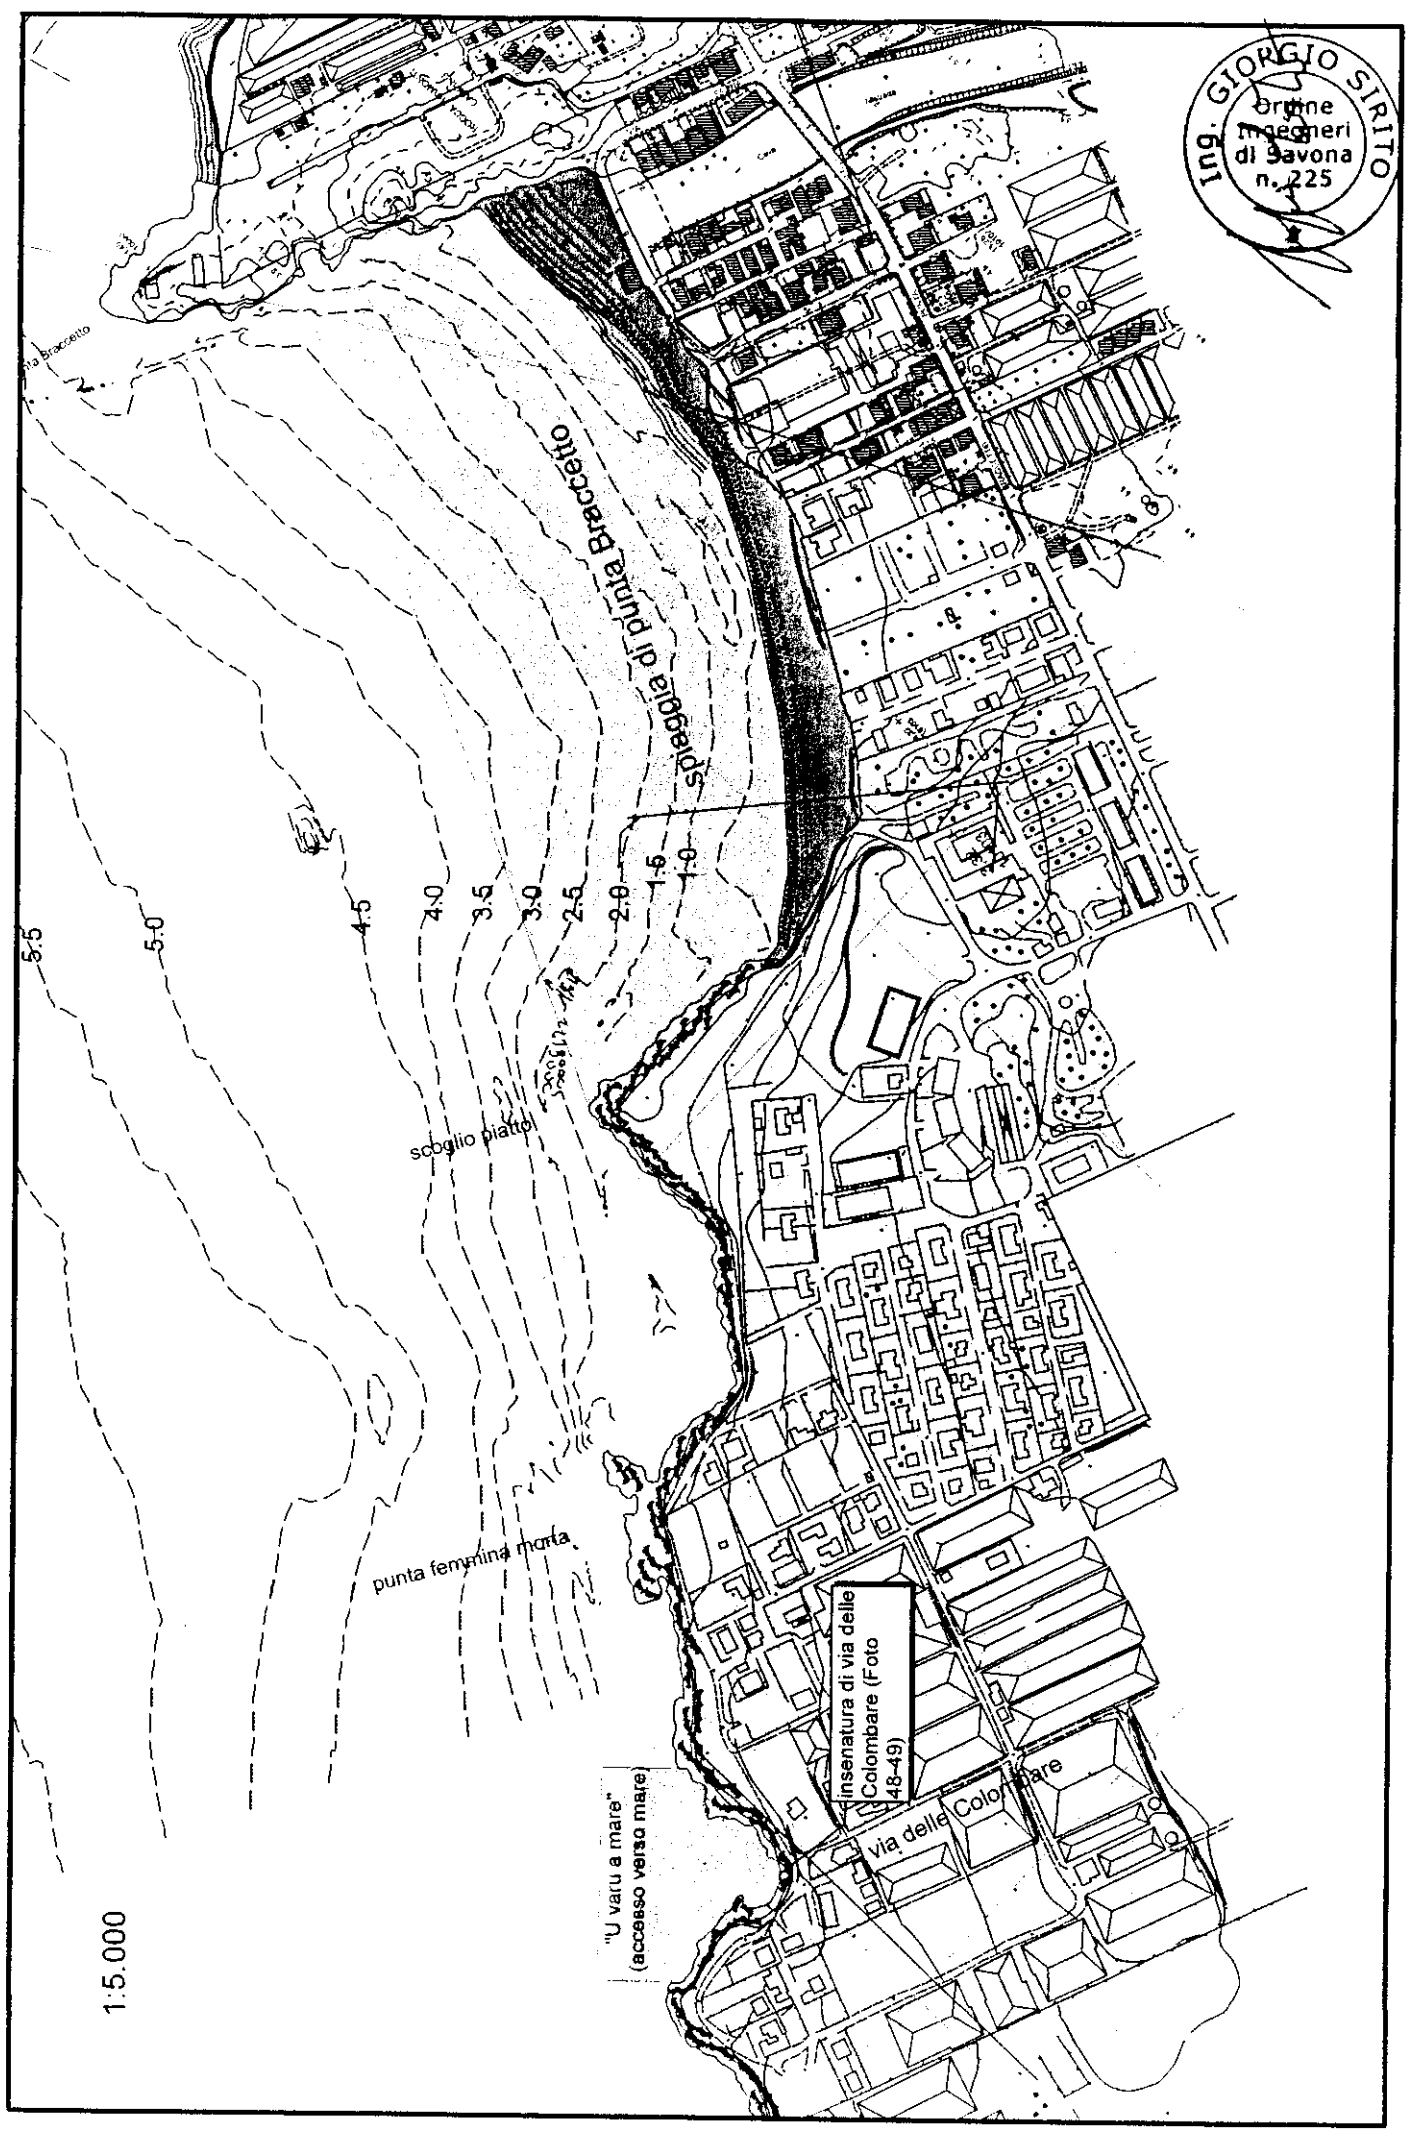 Ing. GIORGIO SIRITO
Ordine
Ingegneri
di Savona
n. 225
spiaggia di punta Braccetto
Cava
5.5
5.0
4.5
4.0
3.5
3.0
2.5
2.0
1.5
1.0
scoglio piatto
punta femmina morta
insenatura di via delle
Colombare (Foto
48-49)
via delle Colombare
"U varu a mare"
(accesso verso mare)
1:5.000